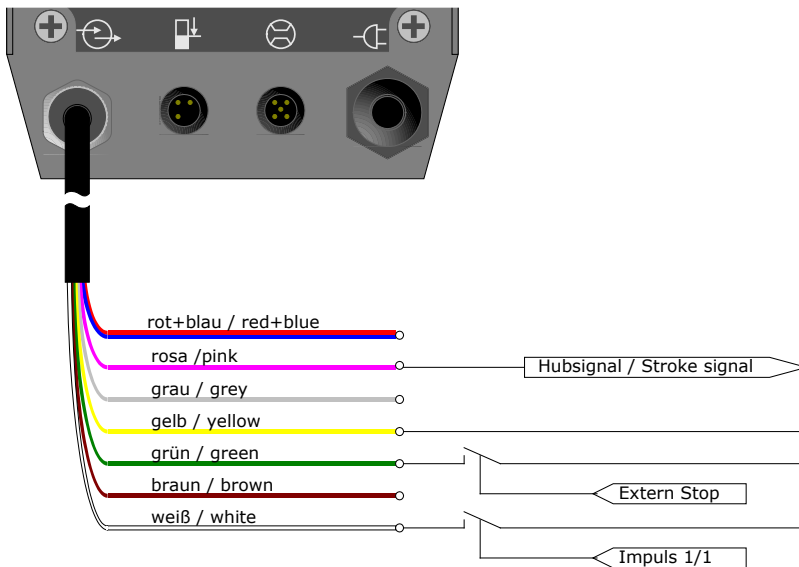 rot+blau / red+blue
rosa /pink
Hubsignal / Stroke signal
grau / grey
gelb / yellow
grün / green
braun / brown
Extern Stop
weiß / white
Impuls 1/1